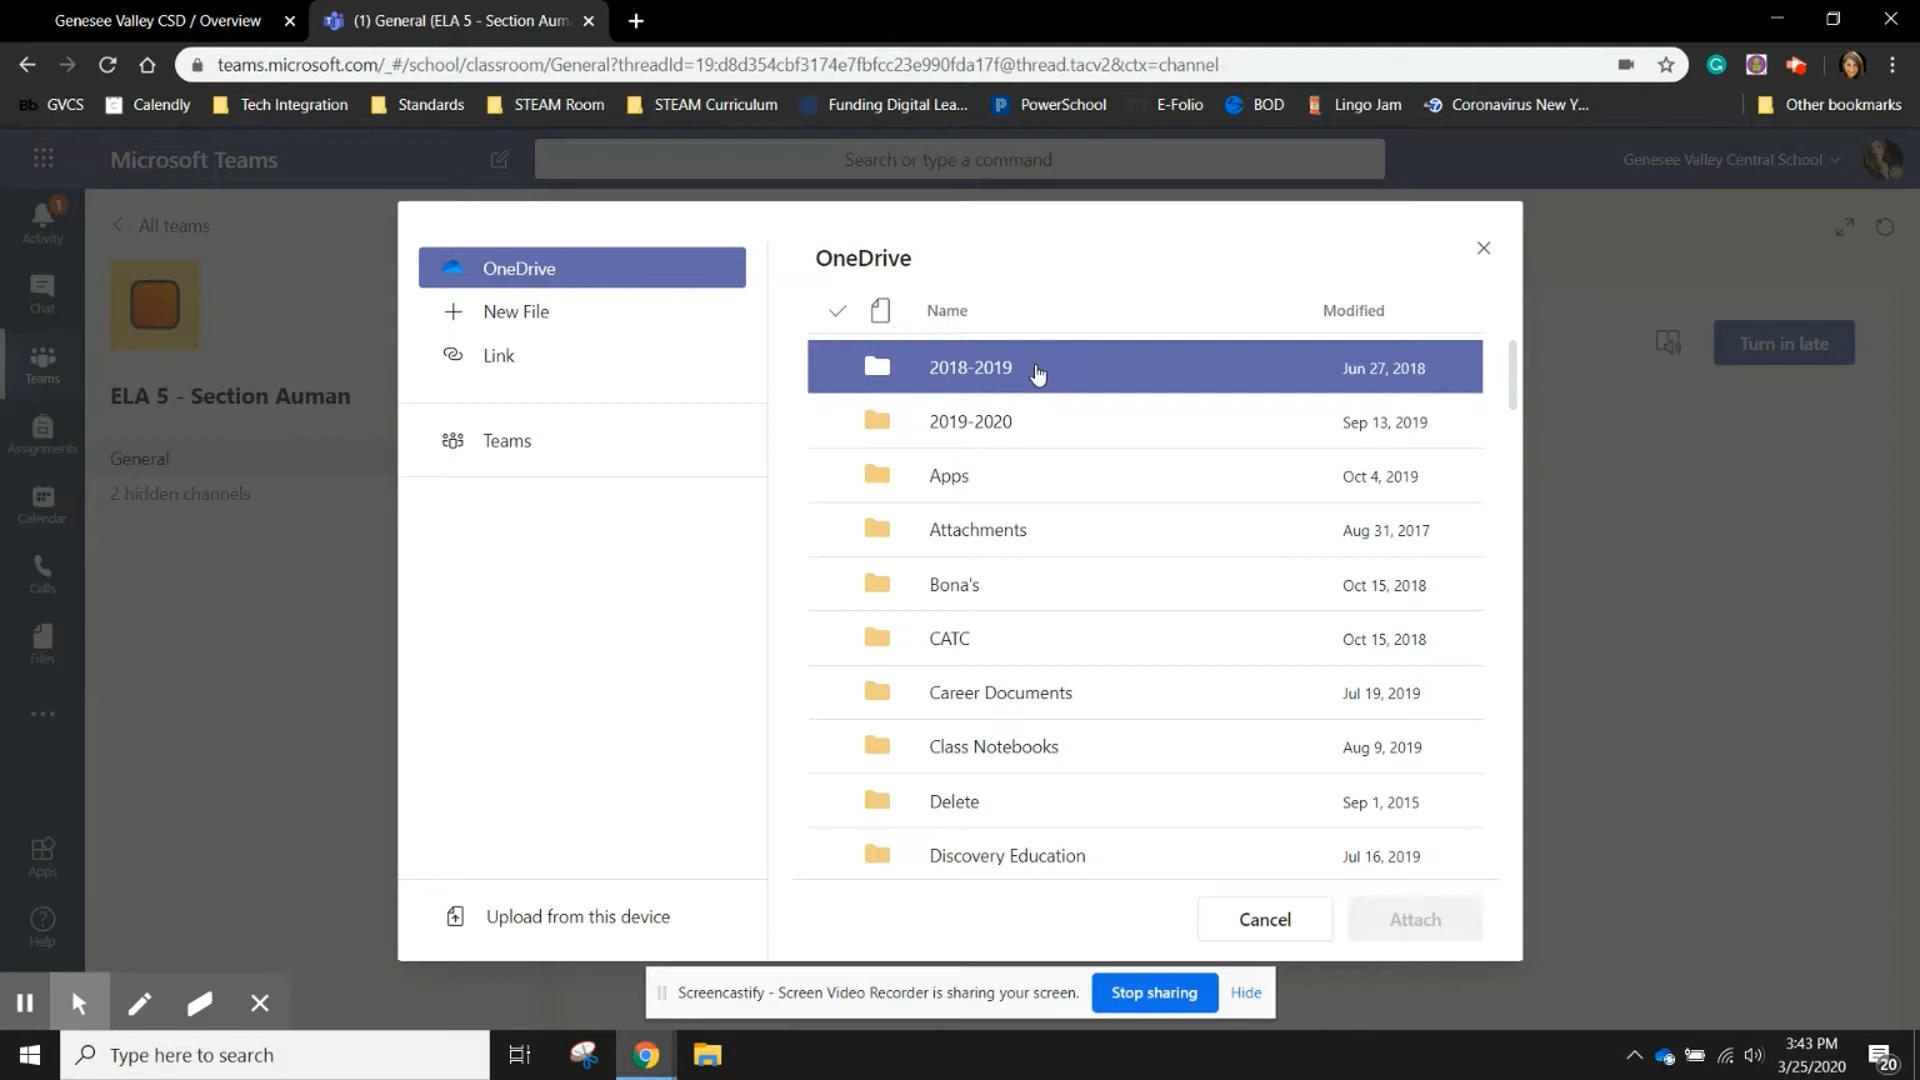 Genesee Valley CSD / Overview
(1) General (ELA 5 - Section Aum
teams.microsoft.com/_#/school/classroom/General?threadId=19:d8d354cbf3174e7fbfcc23e990fda17f@thread.tacv2&ctx=channel
Bb GVCS Calendly Tech Integration Standards STEAM Room STEAM Curriculum Funding Digital Lea... PowerSchool E-Folio BOD Lingo Jam Coronavirus New Y... Other bookmarks
Microsoft Teams
Search or type a command
Genesee Valley Central School
Activity
Chat
Teams
Assignments
Calendar
Calls
Files
Apps
Help
All teams
ELA 5 - Section Auman
General
2 hidden channels
Turn in late
OneDrive
New File
Link
Teams
Upload from this device
OneDrive
Name Modified
2018-2019 Jun 27, 2018
2019-2020 Sep 13, 2019
Apps Oct 4, 2019
Attachments Aug 31, 2017
Bona's Oct 15, 2018
CATC Oct 15, 2018
Career Documents Jul 19, 2019
Class Notebooks Aug 9, 2019
Delete Sep 1, 2015
Discovery Education Jul 16, 2019
Cancel Attach
Screencastify - Screen Video Recorder is sharing your screen. Stop sharing Hide
Type here to search
3:43 PM
3/25/2020
20